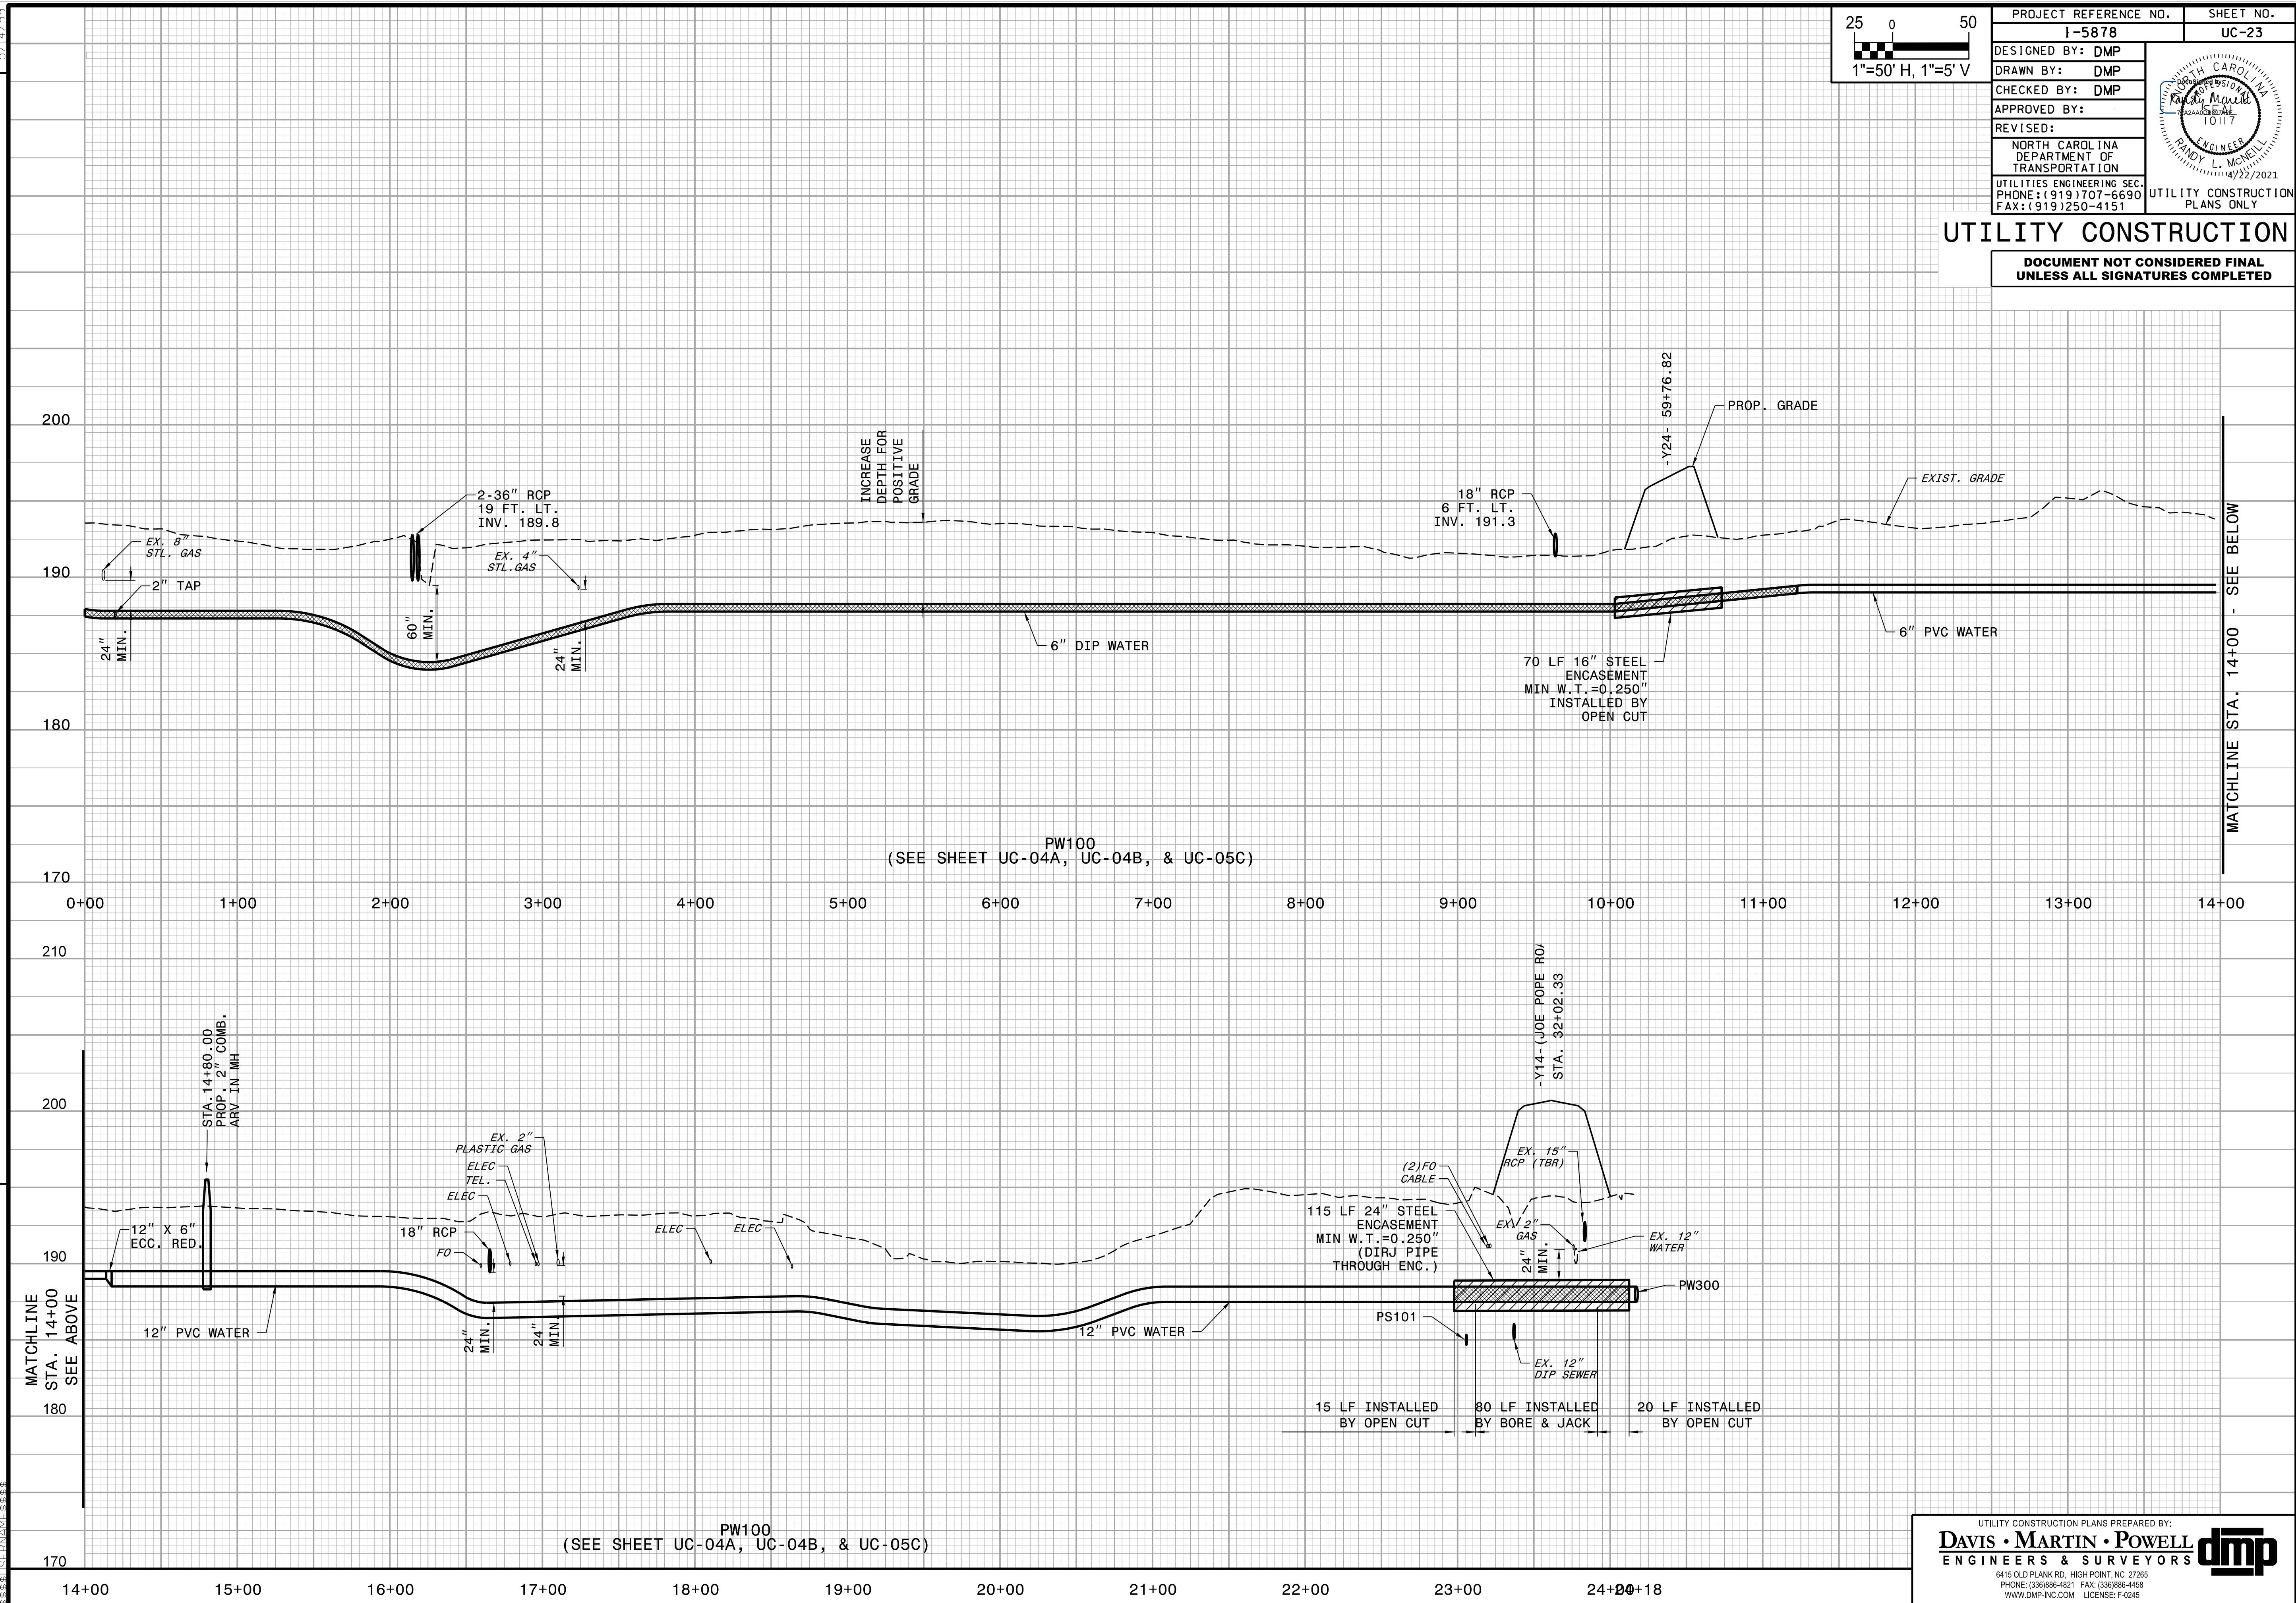 25 0 50
1"=50' H, 1"=5' V
PROJECT REFERENCE NO.
SHEET NO.
I-5878
UC-23
DESIGNED BY: DMP
DRAWN BY: DMP
CHECKED BY: DMP
APPROVED BY:
REVISED:
NORTH CAROLINA
DEPARTMENT OF
TRANSPORTATION
UTILITIES ENGINEERING SEC.
PHONE:(919)707-6690
FAX:(919)250-4151
NORTH CAROLINA
PROFESSIONAL
DocuSigned by:
Randy McNeill
SEAL
10117
ENGINEER
RANDY L. McNEILL
4/22/2021
UTILITY CONSTRUCTION
PLANS ONLY
UTILITY CONSTRUCTION
DOCUMENT NOT CONSIDERED FINAL
UNLESS ALL SIGNATURES COMPLETED
200
190
180
170
EX. 8"
STL. GAS
2" TAP
24"
MIN.
2-36" RCP
19 FT. LT.
INV. 189.8
60"
MIN.
EX. 4"
STL.GAS
24"
MIN.
INCREASE
DEPTH FOR
POSITIVE
GRADE
6" DIP WATER
18" RCP
6 FT. LT.
INV. 191.3
-Y24- 59+76.82
PROP. GRADE
70 LF 16" STEEL
ENCASEMENT
MIN W.T.=0.250"
INSTALLED BY
OPEN CUT
EXIST. GRADE
6" PVC WATER
MATCHLINE STA. 14+00 - SEE BELOW
PW100
(SEE SHEET UC-04A, UC-04B, & UC-05C)
0+00 1+00 2+00 3+00 4+00 5+00 6+00 7+00 8+00 9+00 10+00 11+00 12+00 13+00 14+00
210
200
190
180
170
MATCHLINE
STA. 14+00
SEE ABOVE
12" X 6"
ECC. RED.
STA.14+80.00
PROP. 2" COMB.
ARV IN MH
12" PVC WATER
EX. 2"
PLASTIC GAS
ELEC
TEL.
ELEC
18" RCP
FO
24"
MIN.
24"
MIN.
ELEC
ELEC
12" PVC WATER
(2)FO
CABLE
115 LF 24" STEEL
ENCASEMENT
MIN W.T.=0.250"
(DIRJ PIPE
THROUGH ENC.)
-Y14-(JOE POPE
STA. 32+02.33
EX. 15"
RCP (TBR)
EX. 2"
GAS
24"
MIN.
EX. 12"
WATER
PW300
PS101
EX. 12"
DIP SEWER
15 LF INSTALLED
BY OPEN CUT
80 LF INSTALLED
BY BORE & JACK
20 LF INSTALLED
BY OPEN CUT
PW100
(SEE SHEET UC-04A, UC-04B, & UC-05C)
14+00 15+00 16+00 17+00 18+00 19+00 20+00 21+00 22+00 23+00 24+00 24+18
UTILITY CONSTRUCTION PLANS PREPARED BY:
DAVIS • MARTIN • POWELL
ENGINEERS & SURVEYORS
dmp
6415 OLD PLANK RD, HIGH POINT, NC 27265
PHONE: (336)886-4821 FAX: (336)886-4458
WWW.DMP-INC.COM LICENSE: F-0245